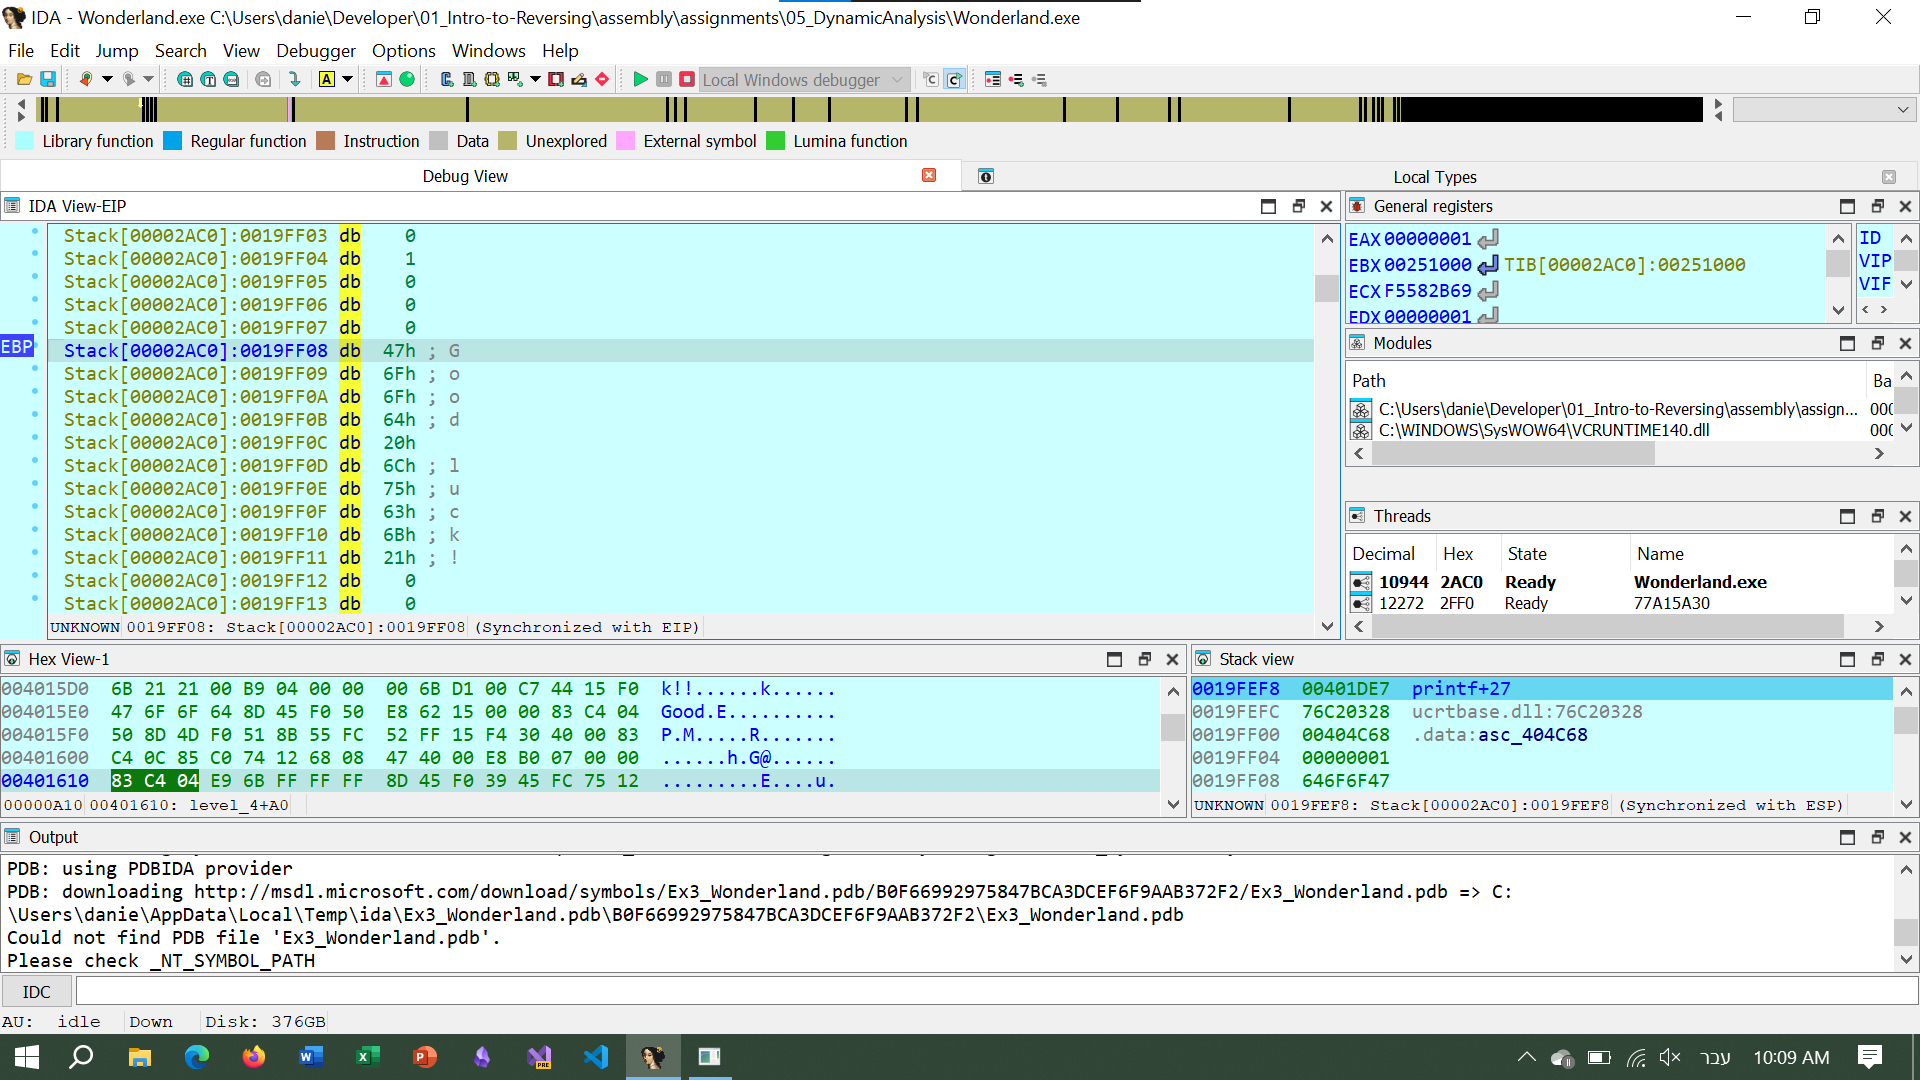 IDA - Wonderland.exe C:\Users\danie\Developer\01_Intro-to-Reversing\assembly\assignments\05_DynamicAnalysis\Wonderland.exe
File Edit Jump Search View Debugger Options Windows Help
Local Windows debugger
Library function Regular function Instruction Data Unexplored External symbol Lumina function
Debug View
Local Types
IDA View-EIP
Stack[00002AC0]:0019FF03 db 0
Stack[00002AC0]:0019FF04 db 1
Stack[00002AC0]:0019FF05 db 0
Stack[00002AC0]:0019FF06 db 0
Stack[00002AC0]:0019FF07 db 0
EBP Stack[00002AC0]:0019FF08 db 47h ; G
Stack[00002AC0]:0019FF09 db 6Fh ; o
Stack[00002AC0]:0019FF0A db 6Fh ; o
Stack[00002AC0]:0019FF0B db 64h ; d
Stack[00002AC0]:0019FF0C db 20h
Stack[00002AC0]:0019FF0D db 6Ch ; l
Stack[00002AC0]:0019FF0E db 75h ; u
Stack[00002AC0]:0019FF0F db 63h ; c
Stack[00002AC0]:0019FF10 db 6Bh ; k
Stack[00002AC0]:0019FF11 db 21h ; !
Stack[00002AC0]:0019FF12 db 0
Stack[00002AC0]:0019FF13 db 0
UNKNOWN 0019FF08: Stack[00002AC0]:0019FF08 (Synchronized with EIP)
General registers
EAX 00000001
EBX 00251000 TIB[00002AC0]:00251000
ECX F5582B69
EDX 00000001
ID
VIP
VIF
Modules
Path Ba
C:\Users\danie\Developer\01_Intro-to-Reversing\assembly\assign... 000
C:\WINDOWS\SysWOW64\VCRUNTIME140.dll 000
Threads
Decimal Hex State Name
10944 2AC0 Ready Wonderland.exe
12272 2FF0 Ready 77A15A30
Hex View-1
004015D0 6B 21 21 00 B9 04 00 00 00 6B D1 00 C7 44 15 F0 k!!......k......
004015E0 47 6F 6F 64 8D 45 F0 50 E8 62 15 00 00 83 C4 04 Good.E..........
004015F0 50 8D 4D F0 51 8B 55 FC 52 FF 15 F4 30 40 00 83 P.M.....R.......
00401600 C4 0C 85 C0 74 12 68 08 47 40 00 E8 B0 07 00 00 ......h.G@......
00401610 83 C4 04 E9 6B FF FF FF 8D 45 F0 39 45 FC 75 12 .........E....u.
00000A10 00401610: level_4+A0
Stack view
0019FEF8 00401DE7 printf+27
0019FEFC 76C20328 ucrtbase.dll:76C20328
0019FF00 00404C68 .data:asc_404C68
0019FF04 00000001
0019FF08 646F6F47
UNKNOWN 0019FEF8: Stack[00002AC0]:0019FEF8 (Synchronized with ESP)
Output
PDB: using PDBIDA provider
PDB: downloading http://msdl.microsoft.com/download/symbols/Ex3_Wonderland.pdb/B0F66992975847BCA3DCEF6F9AAB372F2/Ex3_Wonderland.pdb => C:
\Users\danie\AppData\Local\Temp\ida\Ex3_Wonderland.pdb\B0F66992975847BCA3DCEF6F9AAB372F2\Ex3_Wonderland.pdb
Could not find PDB file 'Ex3_Wonderland.pdb'.
Please check _NT_SYMBOL_PATH
IDC
AU: idle Down Disk: 376GB
עבר 10:09 AM